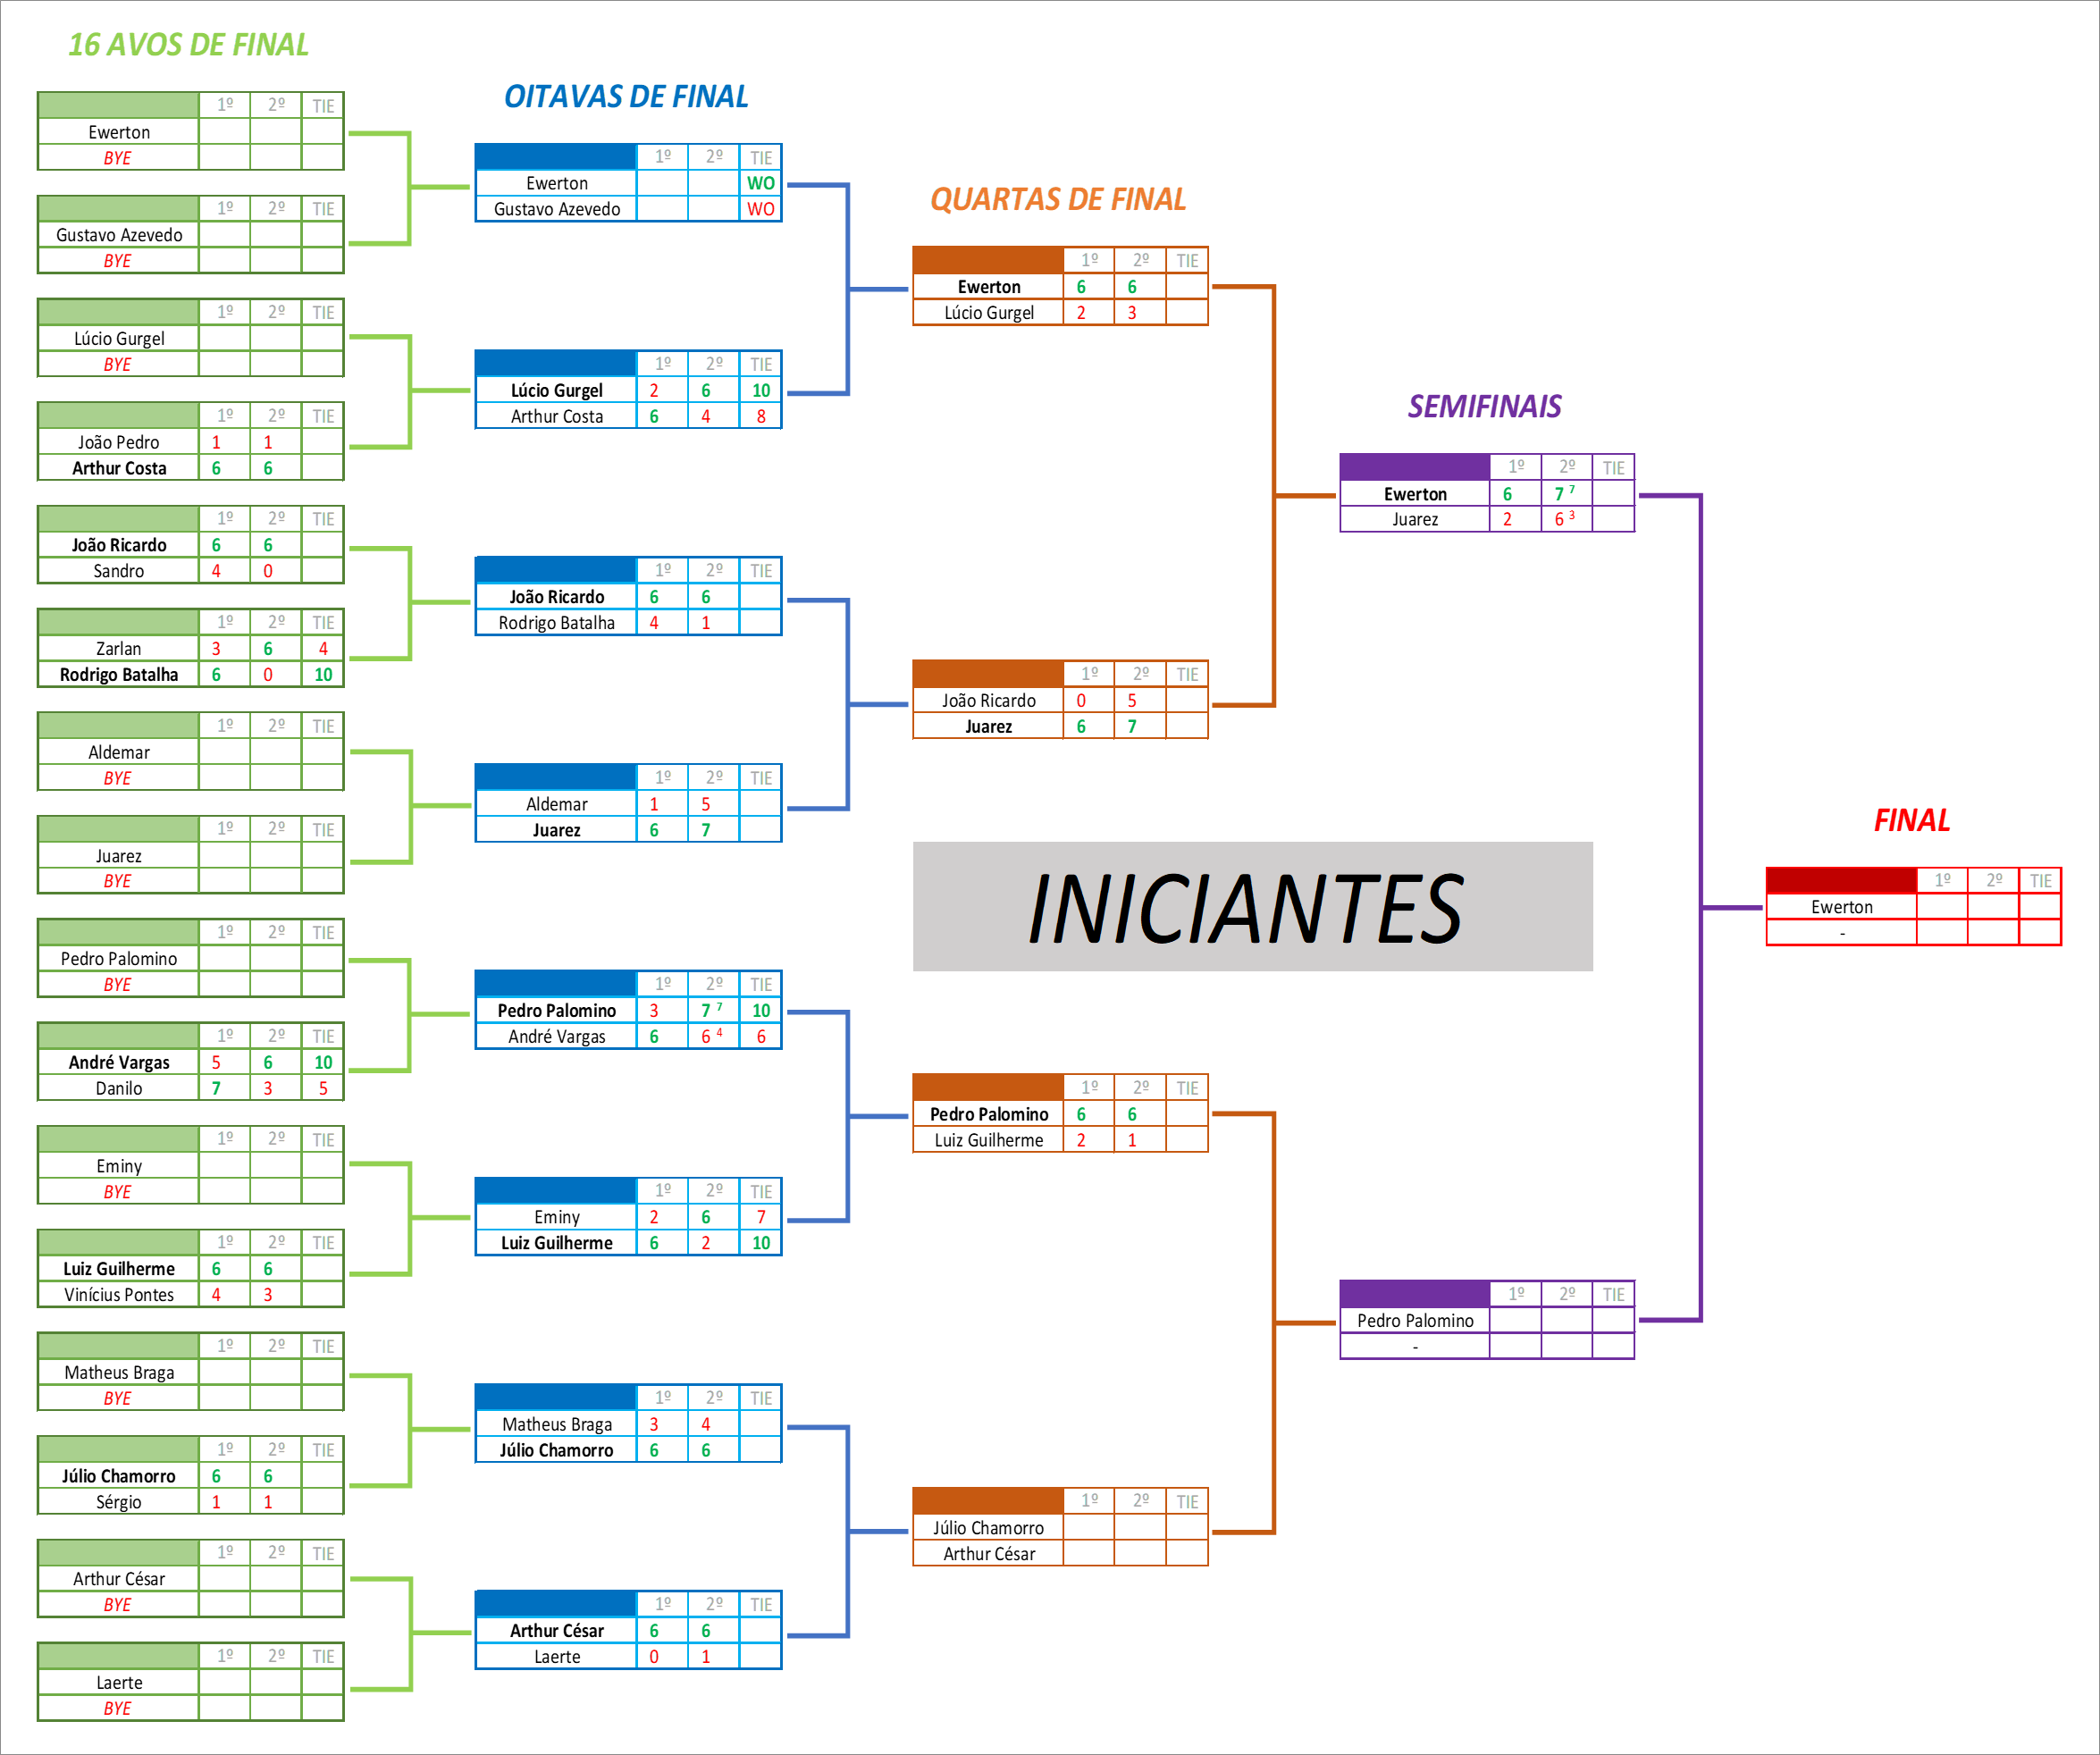 16 AVOS DE FINAL
1º 2º TIE
Ewerton
BYE
1º 2º TIE
Gustavo Azevedo
BYE
1º 2º TIE
Lúcio Gurgel
BYE
1º 2º TIE
João Pedro 1 1
Arthur Costa 6 6
1º 2º TIE
João Ricardo 6 6
Sandro 4 0
1º 2º TIE
Zarlan 3 6 4
Rodrigo Batalha 6 0 10
1º 2º TIE
Aldemar
BYE
1º 2º TIE
Juarez
BYE
1º 2º TIE
Pedro Palomino
BYE
1º 2º TIE
André Vargas 5 6 10
Danilo 7 3 5
1º 2º TIE
Eminy
BYE
1º 2º TIE
Luiz Guilherme 6 6
Vinícius Pontes 4 3
1º 2º TIE
Matheus Braga
BYE
1º 2º TIE
Júlio Chamorro 6 6
Sérgio 1 1
1º 2º TIE
Arthur César
BYE
1º 2º TIE
Laerte
BYE
OITAVAS DE FINAL
1º 2º TIE
Ewerton WO
Gustavo Azevedo WO
1º 2º TIE
Lúcio Gurgel 2 6 10
Arthur Costa 6 4 8
1º 2º TIE
João Ricardo 6 6
Rodrigo Batalha 4 1
1º 2º TIE
Aldemar 1 5
Juarez 6 7
1º 2º TIE
Pedro Palomino 3 7 7 10
André Vargas 6 6 4 6
1º 2º TIE
Eminy 2 6 7
Luiz Guilherme 6 2 10
1º 2º TIE
Matheus Braga 3 4
Júlio Chamorro 6 6
1º 2º TIE
Arthur César 6 6
Laerte 0 1
QUARTAS DE FINAL
1º 2º TIE
Ewerton 6 6
Lúcio Gurgel 2 3
1º 2º TIE
João Ricardo 0 5
Juarez 6 7
INICIANTES
1º 2º TIE
Pedro Palomino 6 6
Luiz Guilherme 2 1
1º 2º TIE
Júlio Chamorro
Arthur César
SEMIFINAIS
1º 2º TIE
Ewerton 6 7 7
Juarez 2 6 3
1º 2º TIE
Pedro Palomino
-
FINAL
1º 2º TIE
Ewerton
-